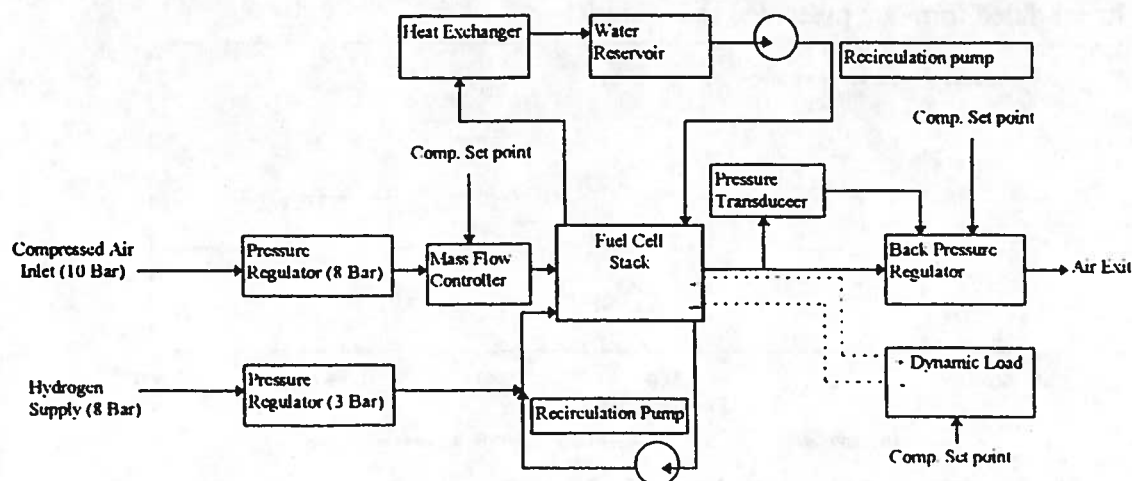 Heat Exchanger
Water
Reservoir
Recirculation pump
Comp. Set point
Comp. Set point
Pressure
Transduceer
Compressed Air
Inlet (10 Bar)
Pressure
Regulator (8 Bar)
Mass Flow
Controller
Fuel Cell
Stack
Back Pressure
Regulator
Air Exit
Hydrogen
Supply (8 Bar)
Pressure
Regulator (3 Bar)
Recirculation Pump
Dynamic Load
Comp. Set point